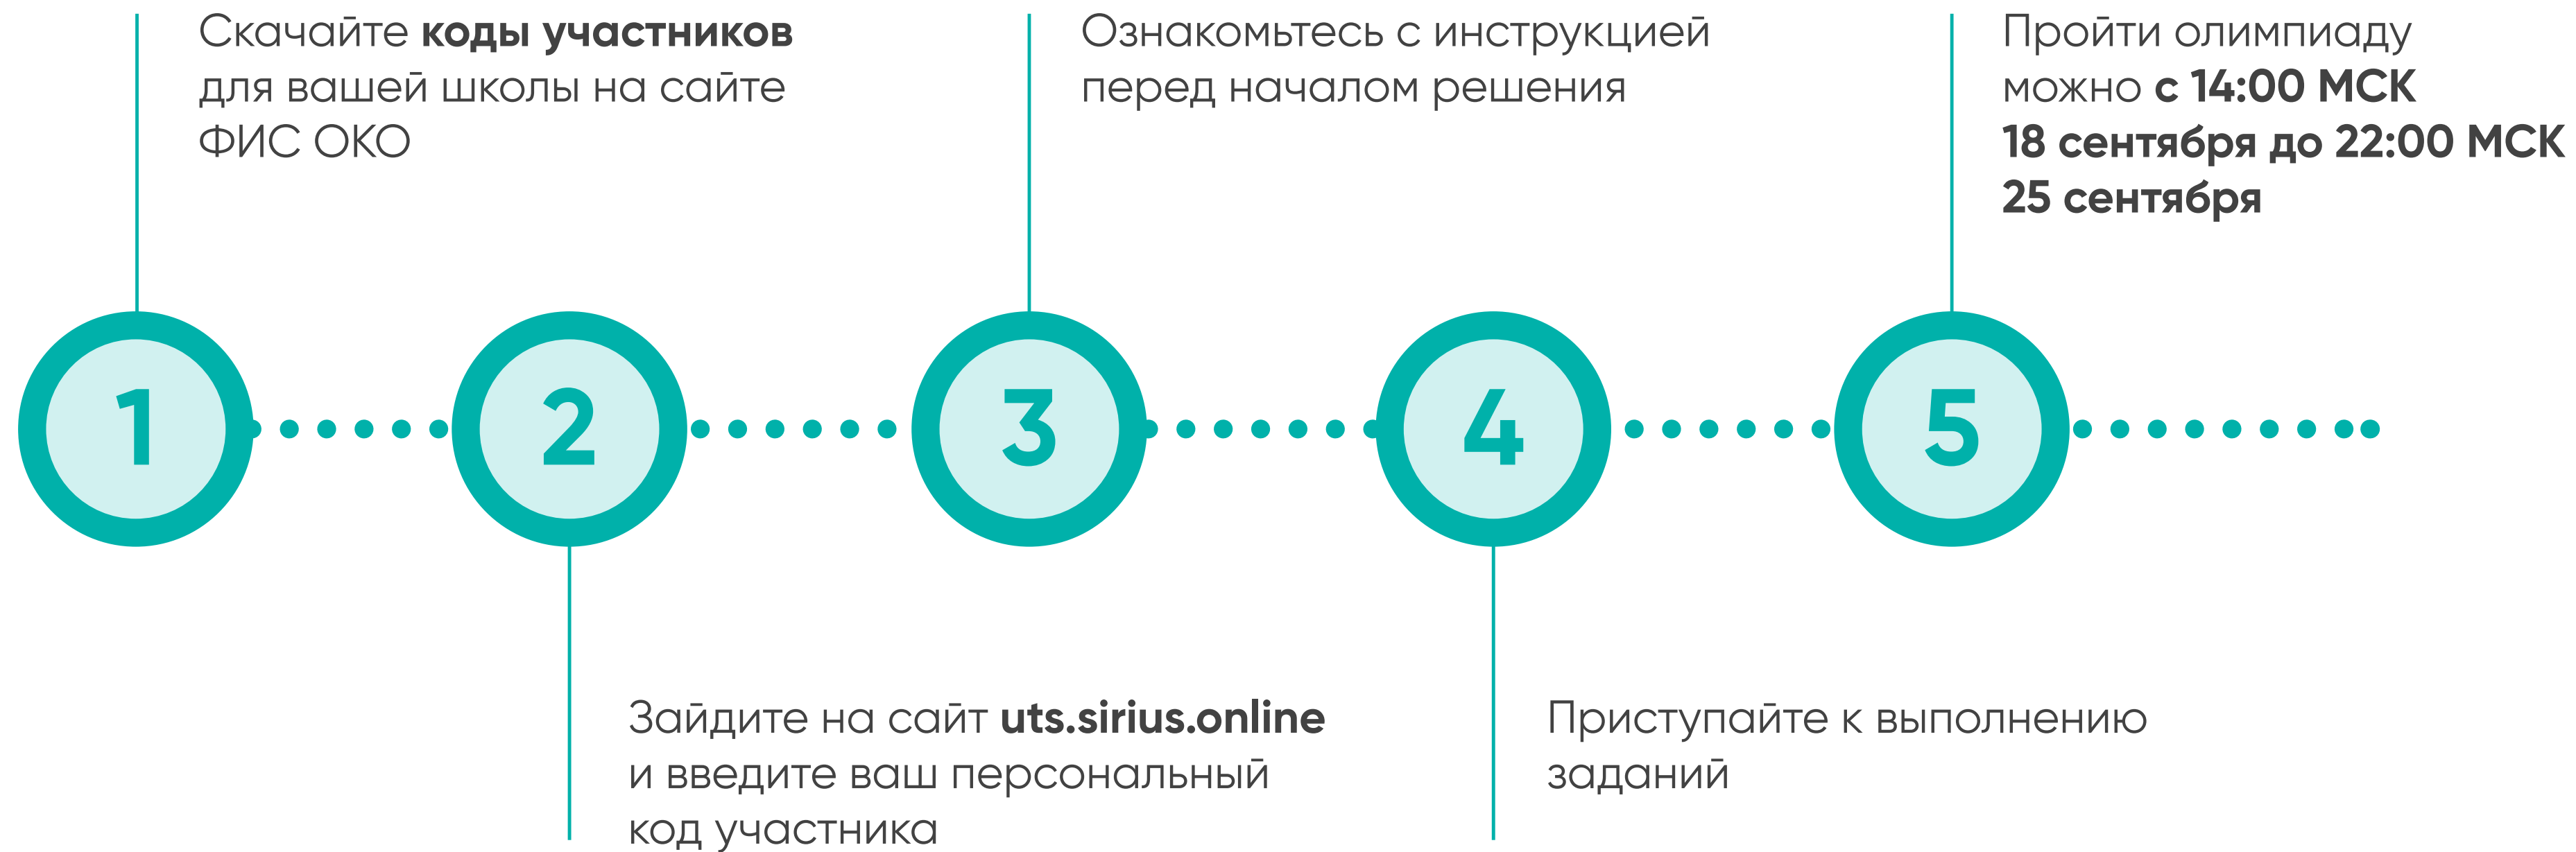 Скачайте коды участников
для вашей школы на сайте
ФИС ОКО
Ознакомьтесь с инструкцией
перед началом решения
Пройти олимпиаду
можно с 14:00 МСК
18 сентября до 22:00 МСК
25 сентября
1
2
3
4
5
Зайдите на сайт uts.sirius.online
и введите ваш персональный
код участника
Приступайте к выполнению
заданий